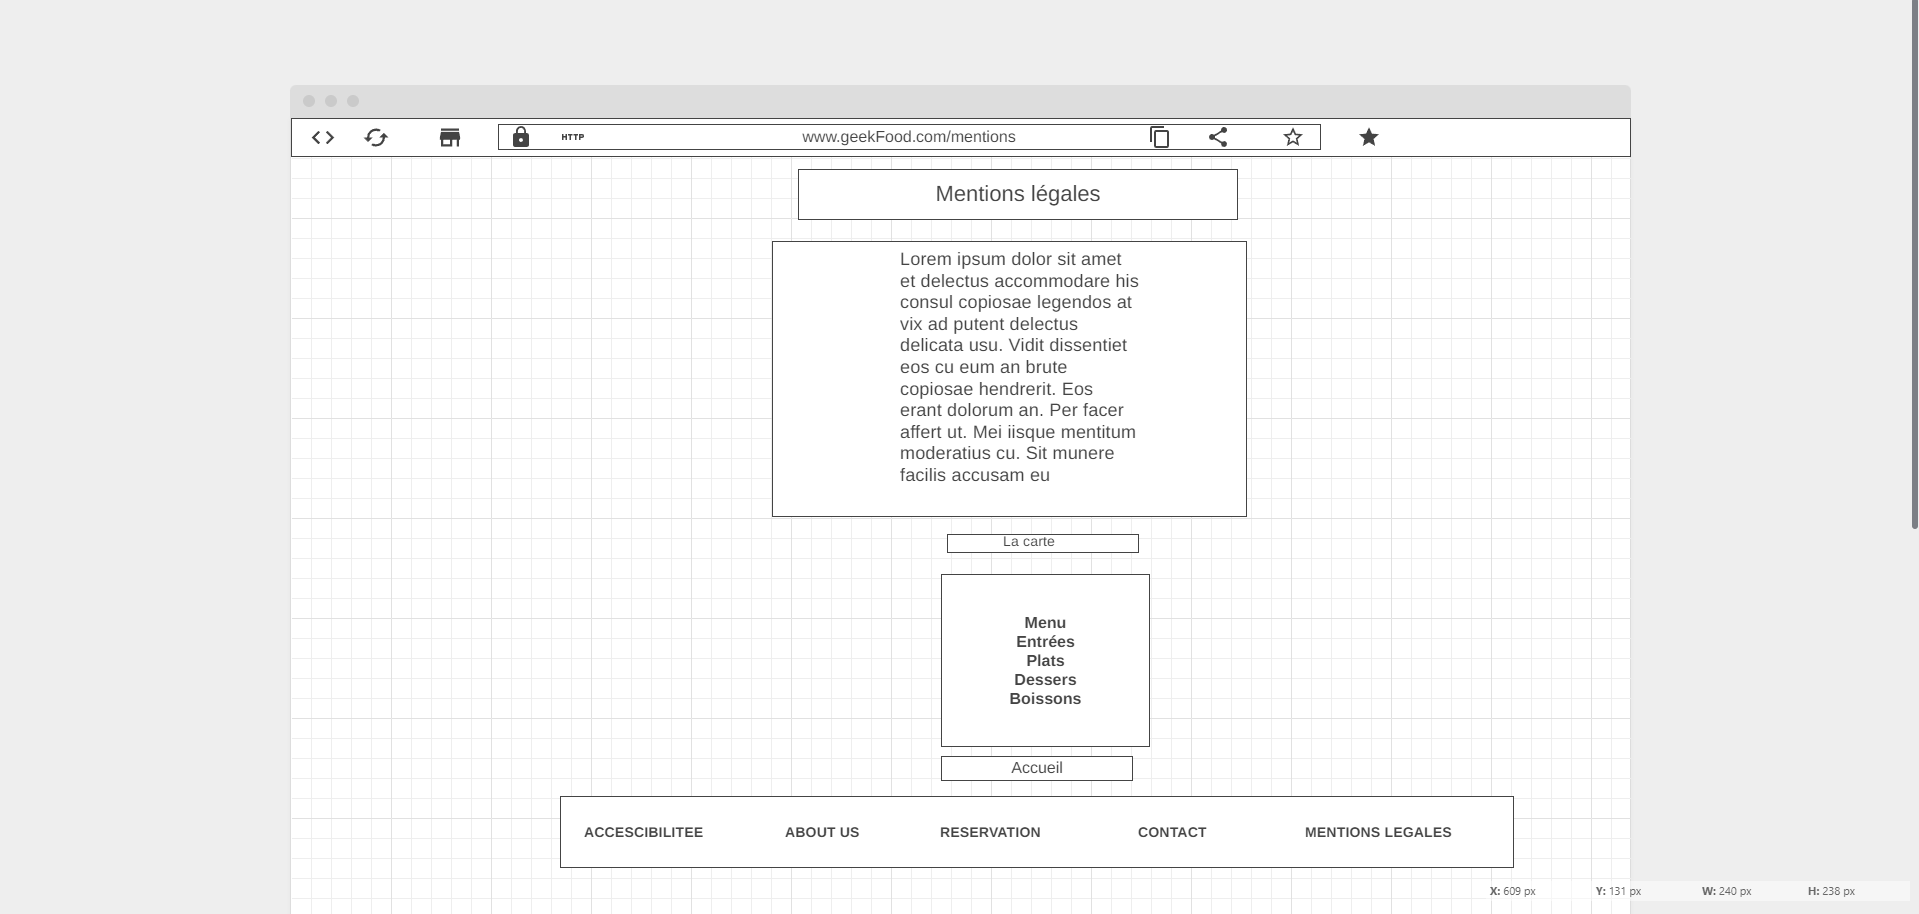 HTTP
www.geekFood.com/mentions
Mentions légales
Lorem ipsum dolor sit amet
et delectus accommodare his
consul copiosae legendos at
vix ad putent delectus
delicata usu. Vidit dissentiet
eos cu eum an brute
copiosae hendrerit. Eos
erant dolorum an. Per facer
affert ut. Mei iisque mentitum
moderatius cu. Sit munere
facilis accusam eu
La carte
Menu
Entrées
Plats
Dessers
Boissons
Accueil
ACCESCIBILITEE ABOUT US RESERVATION CONTACT MENTIONS LEGALES
X: 609 px Y: 131 px W: 240 px H: 238 px